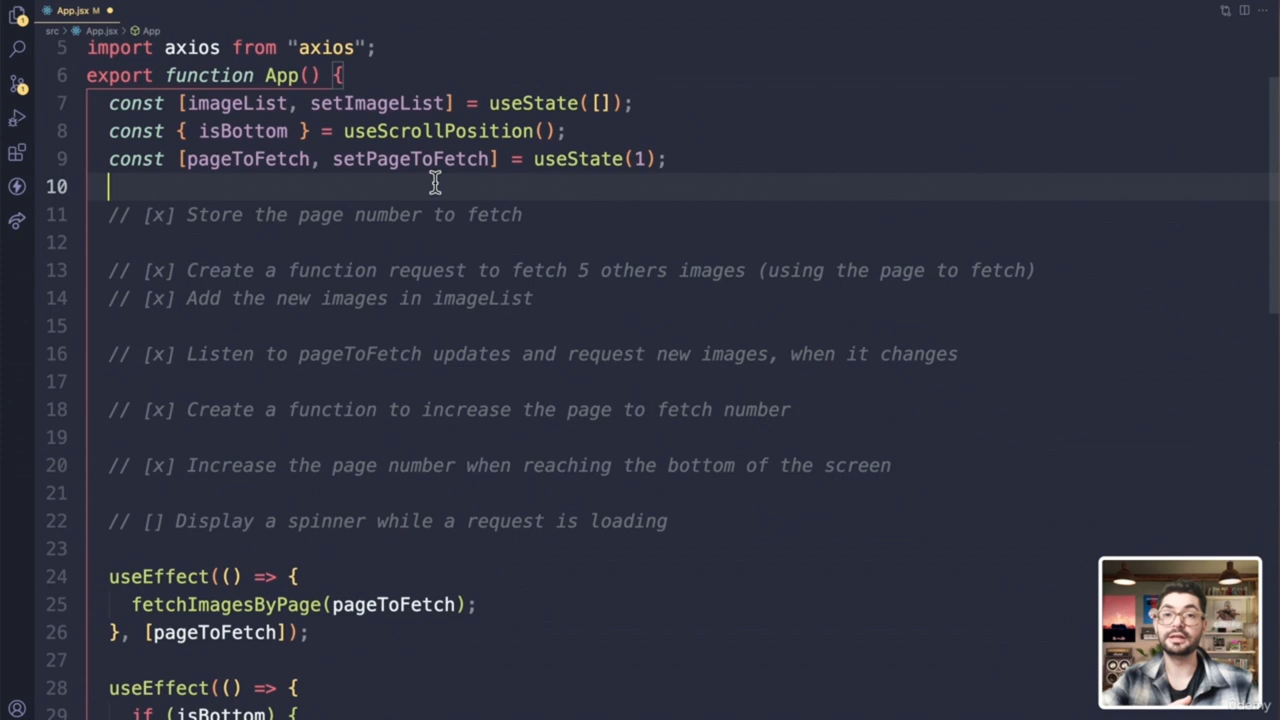 App.jsx M
src > App.jsx > App
5 import axios from "axios";
6 export function App() {
7 const [imageList, setImageList] = useState([]);
8 const { isBottom } = useScrollPosition();
9 const [pageToFetch, setPageToFetch] = useState(1);
10
11 // [x] Store the page number to fetch
12
13 // [x] Create a function request to fetch 5 others images (using the page to fetch)
14 // [x] Add the new images in imageList
15
16 // [x] Listen to pageToFetch updates and request new images, when it changes
17
18 // [x] Create a function to increase the page to fetch number
19
20 // [x] Increase the page number when reaching the bottom of the screen
21
22 // [] Display a spinner while a request is loading
23
24 useEffect(() => {
25 fetchImagesByPage(pageToFetch);
26 }, [pageToFetch]);
27
28 useEffect(() => {
29 if (isBottom) {
1
1
udemy